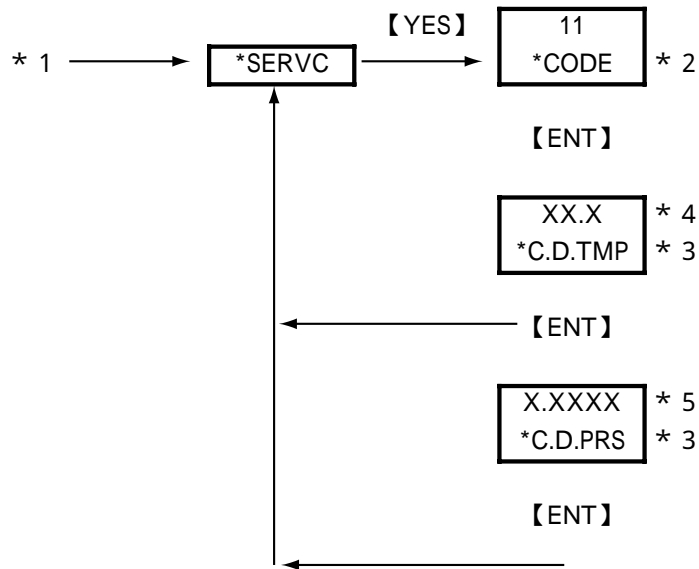 【YES】
11
* 1 *SERVC *CODE * 2
【ENT】
XX.X * 4
*C.D.TMP * 3
【ENT】
X.XXXX * 5
*C.D.PRS * 3
【ENT】